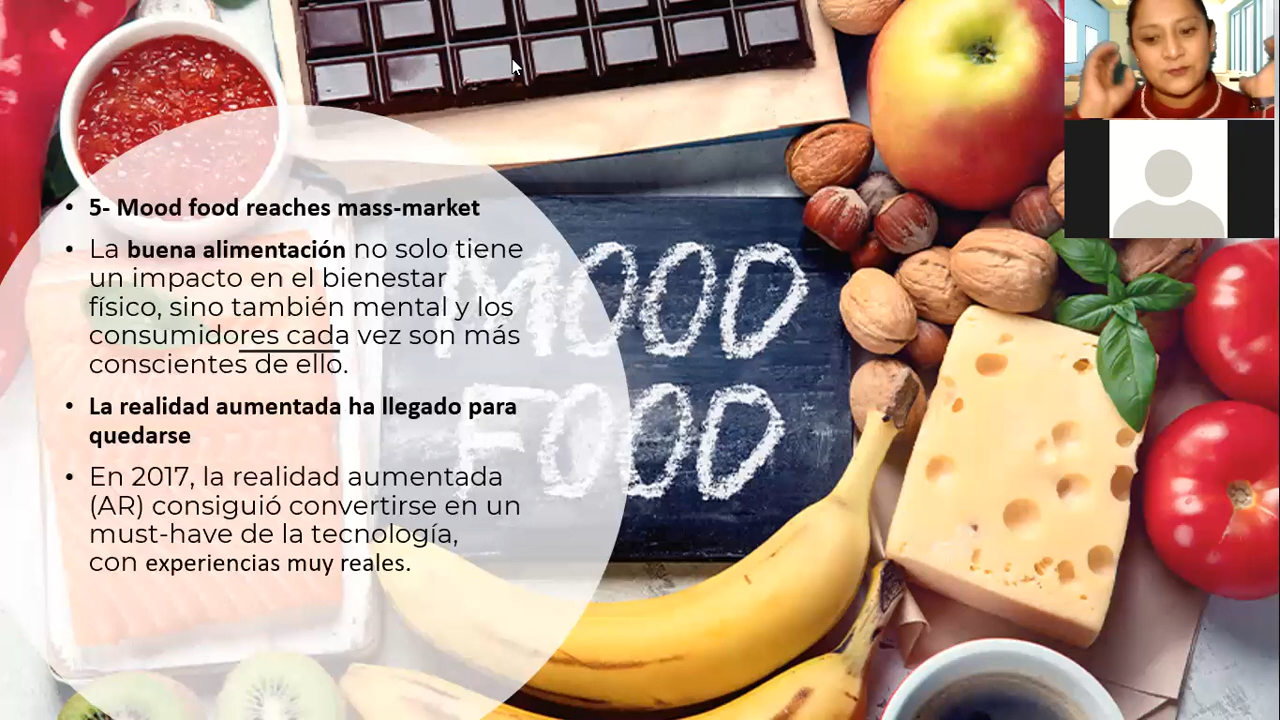 • 5- Mood food reaches mass-market
• La buena alimentación no solo tiene
un impacto en el bienestar
físico, sino también mental y los
consumidores cada vez son más
conscientes de ello.
• La realidad aumentada ha llegado para
quedarse
• En 2017, la realidad aumentada
(AR) consiguió convertirse en un
must-have de la tecnología,
con experiencias muy reales.
MOOD
FOOD